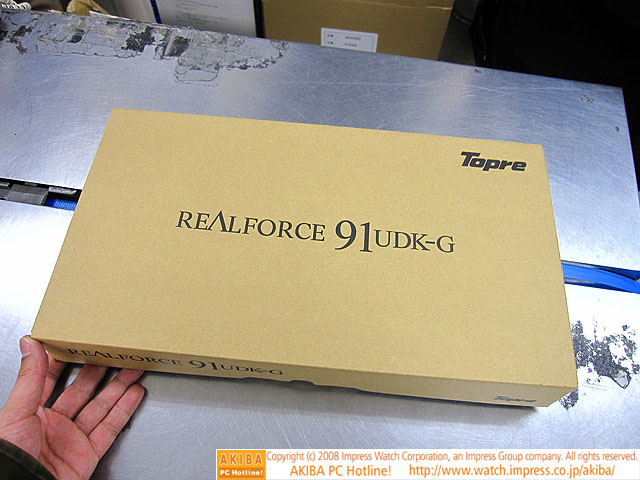 Topre
REALFORCE 91UDK-G
REALFORCE 91UDK-G
Topre
AKIBA
PC Hotline!
Copyright (c) 2008 Impress Watch Corporation, an Impress Group company. All rights reserved.
AKIBA PC Hotline! http://www.watch.impress.co.jp/akiba/